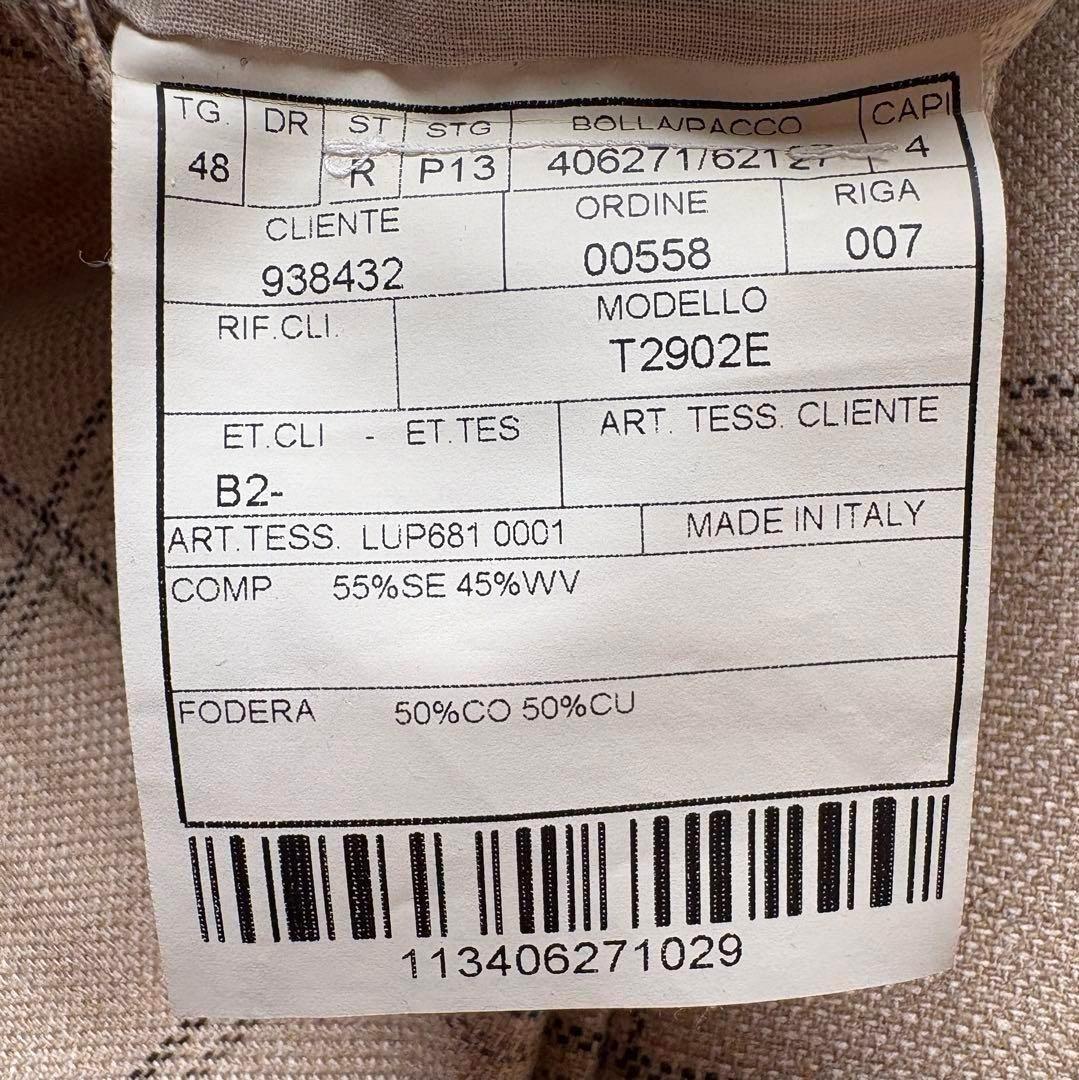 TG. DR ST STG BOLLA/PACCO CAPI
48 R P13 406271/62127 4
CLIENTE ORDINE RIGA
938432 00558 007
RIF.CLI. MODELLO
T2902E
ET.CLI - ET.TES ART. TESS. CLIENTE
B2-
ART.TESS. LUP681 0001 MADE IN ITALY
COMP. 55%SE 45%WV
FODERA 50%CO 50%CU
113406271029